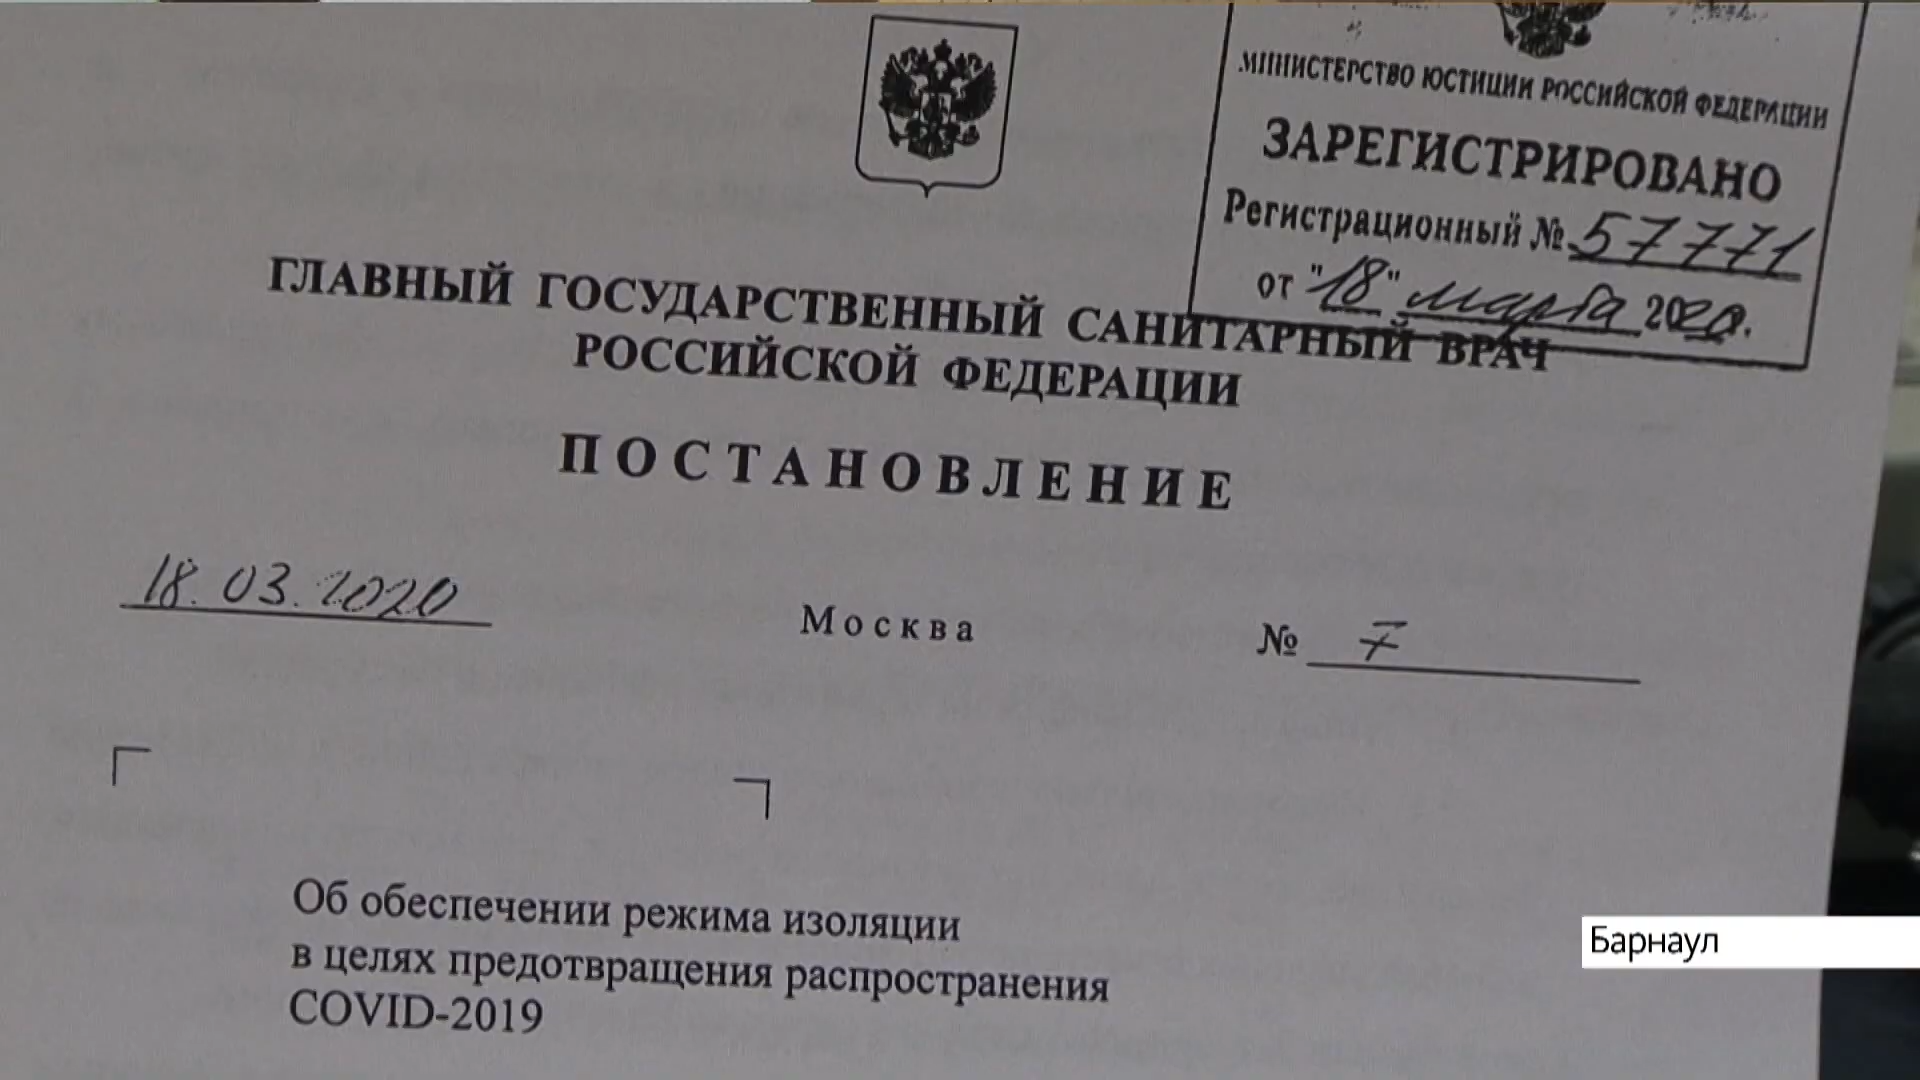 МИНИСТЕРСТВО ЮСТИЦИИ РОССИЙСКОЙ ФЕДЕРАЦИИ
ЗАРЕГИСТРИРОВАНО
Регистрационный № 57771
от "18" марта 2020.
ГЛАВНЫЙ ГОСУДАРСТВЕННЫЙ САНИТАРНЫЙ ВРАЧ
РОССИЙСКОЙ ФЕДЕРАЦИИ
ПОСТАНОВЛЕНИЕ
18.03.2020 Москва № 7
Об обеспечении режима изоляции
в целях предотвращения распространения
COVID-2019
Барнаул